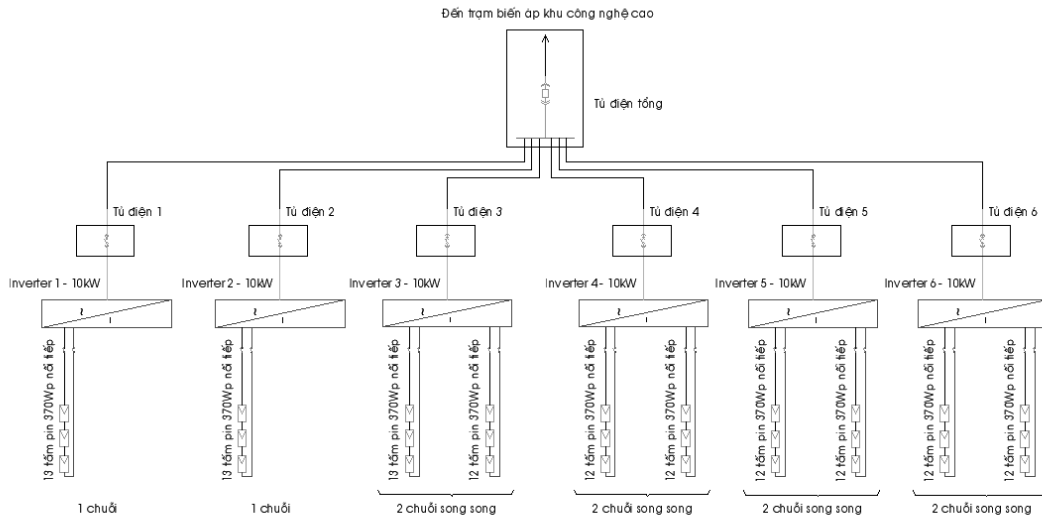 Đến trạm biến áp khu công nghệ cao
Tủ điện tổng
Tủ điện 1
Tủ điện 2
Tủ điện 3
Tủ điện 4
Tủ điện 5
Tủ điện 6
Inverter 1 - 10kW
Inverter 2 - 10kW
Inverter 3 - 10kW
Inverter 4 - 10kW
Inverter 5 - 10kW
Inverter 6 - 10kW
13 tấm pin 370Wp nối tiếp
13 tấm pin 370Wp nối tiếp
13 tấm pin 370Wp nối tiếp
12 tấm pin 370Wp nối tiếp
12 tấm pin 370Wp nối tiếp
12 tấm pin 370Wp nối tiếp
12 tấm pin 370Wp nối tiếp
12 tấm pin 370Wp nối tiếp
12 tấm pin 370Wp nối tiếp
12 tấm pin 370Wp nối tiếp
1 chuỗi
1 chuỗi
2 chuỗi song song
2 chuỗi song song
2 chuỗi song song
2 chuỗi song song